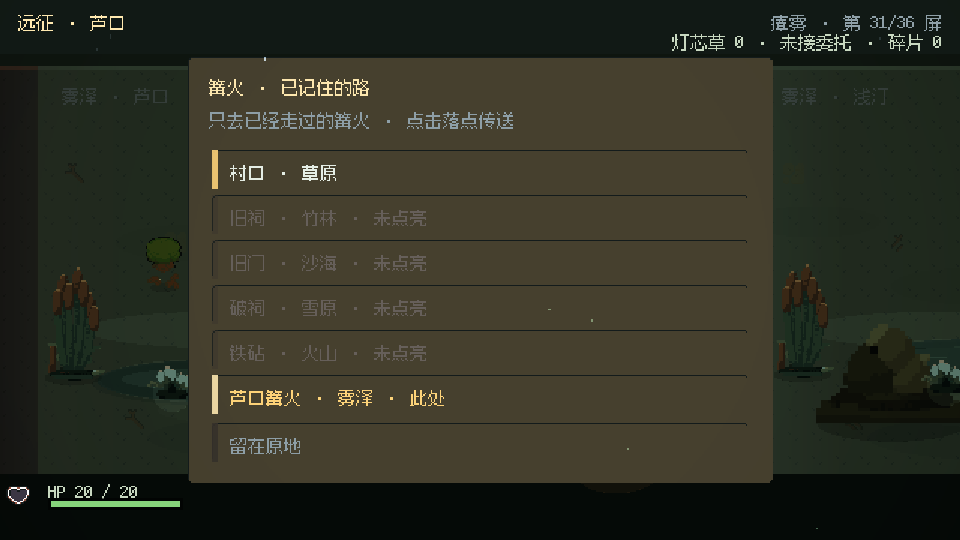 远征 · 芦口
瘴雾 · 第 31/36 屏
灯芯草 0 · 未接委托 · 碎片 0
雾泽 · 芦口
雾泽 · 浅汀
篝火 · 已记住的路
只去已经走过的篝火 · 点击落点传送
村口 · 草原
旧祠 · 竹林 · 未点亮
旧门 · 沙海 · 未点亮
破祠 · 雪原 · 未点亮
铁砧 · 火山 · 未点亮
芦口篝火 · 雾泽 · 此处
留在原地
HP 20 / 20